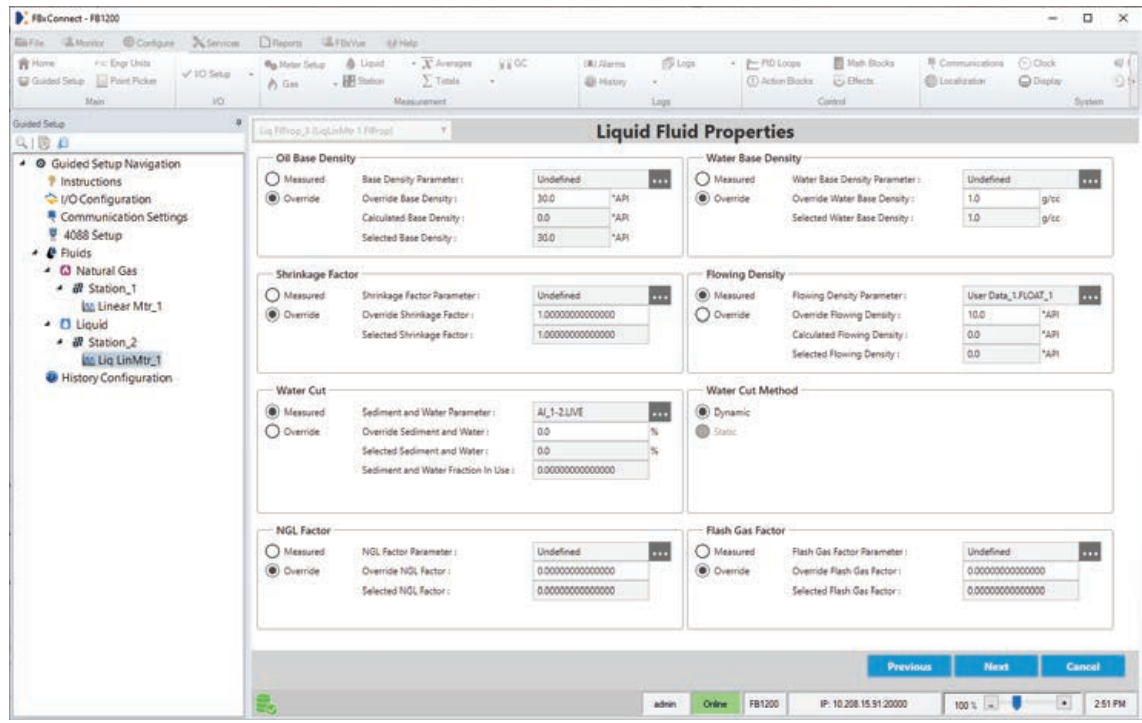 FBxConnect - FB1200
File Monitor Configure Services Reports FBxVue Help
Home Engr Units I/O Setup Meter Setup Liquid Averages GC Alarms Logs PID Loops Math Blocks Communications Clock
Guided Setup Point Picker Gas Station Totals History Action Blocks Effects Localization Display
Main I/O Measurement Logs Control System
Guided Setup
Guided Setup Navigation
Instructions
I/O Configuration
Communication Settings
4088 Setup
Fluids
Natural Gas
Station_1
Linear Mtr_1
Liquid
Station_2
Liq LinMtr_1
History Configuration
Liquid Fluid Properties
Oil Base Density
Measured Base Density Parameter : Undefined ...
Override Override Base Density : 30.0 °API
Calculated Base Density : 0.0 °API
Selected Base Density : 30.0 °API
Water Base Density
Measured Water Base Density Parameter : Undefined ...
Override Override Water Base Density : 1.0 g/cc
Selected Water Base Density : 1.0 g/cc
Shrinkage Factor
Measured Shrinkage Factor Parameter : Undefined ...
Override Override Shrinkage Factor : 1.00000000000000
Selected Shrinkage Factor : 1.00000000000000
Flowing Density
Measured Flowing Density Parameter : User Data_1.FLOAT_1 ...
Override Override Flowing Density : 10.0 °API
Calculated Flowing Density : 0.0 °API
Selected Flowing Density : 0.0 °API
Water Cut
Measured Sediment and Water Parameter : AI_1-2.LIVE ...
Override Override Sediment and Water : 0.0 %
Selected Sediment and Water : 0.0 %
Sediment and Water Fraction In Use : 0.00000000000000
Water Cut Method
Dynamic
Static
NGL Factor
Measured NGL Factor Parameter : Undefined ...
Override Override NGL Factor : 0.00000000000000
Selected NGL Factor : 0.00000000000000
Flash Gas Factor
Measured Flash Gas Factor Parameter : Undefined ...
Override Override Flash Gas Factor : 0.00000000000000
Selected Flash Gas Factor : 0.00000000000000
Previous Next Cancel
admin Online FB1200 IP: 10.208.15.91:20000 100 % - + 2:51 PM